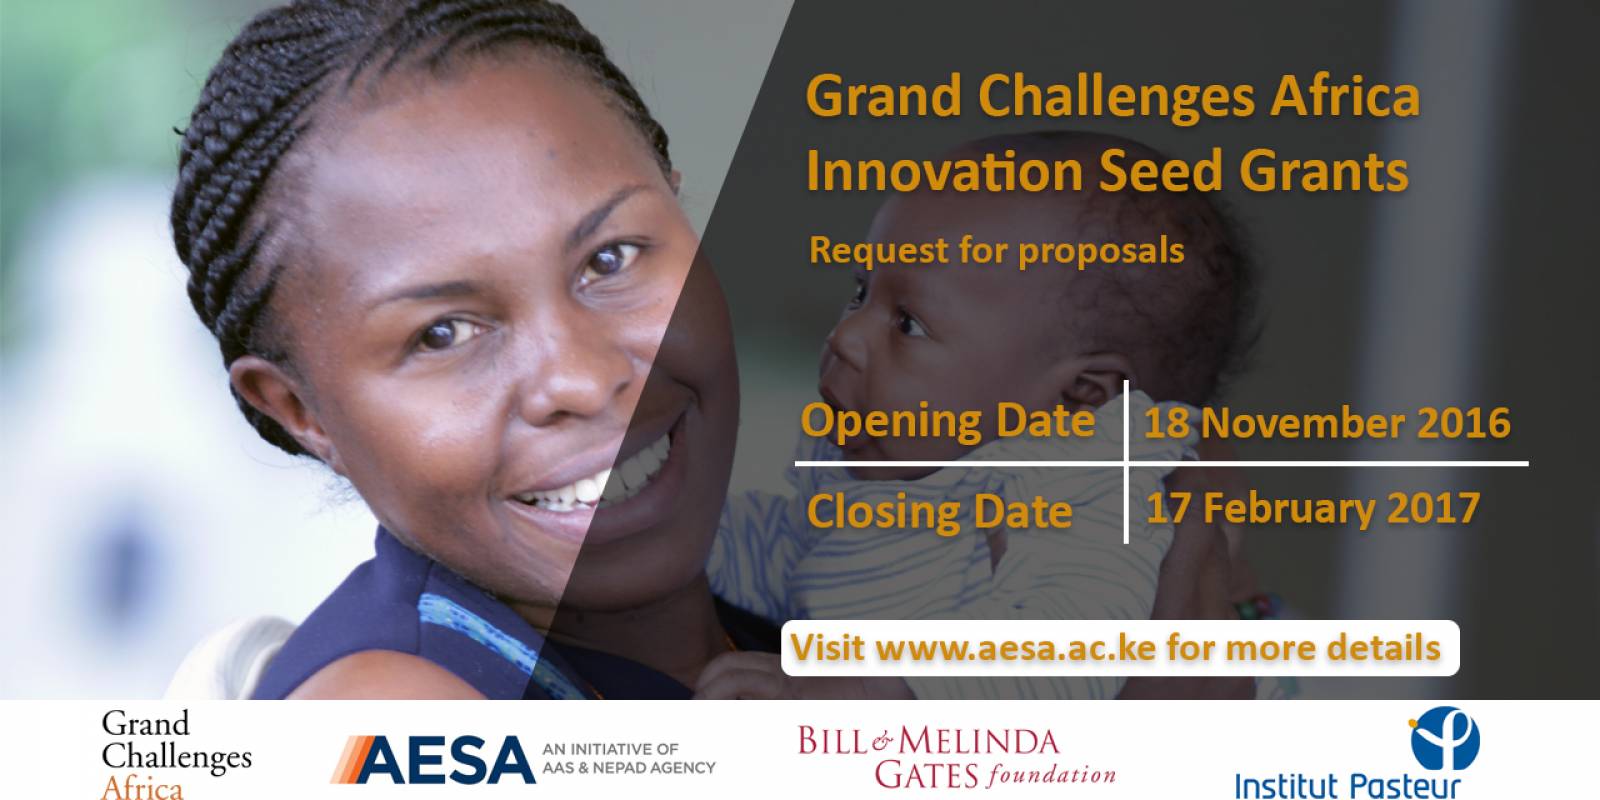 Grand Challenges Africa
Innovation Seed Grants
Request for proposals
Opening Date 18 November 2016
Closing Date 17 February 2017
Visit www.aesa.ac.ke for more details
Grand
Challenges
Africa
AESA
AN INITIATIVE OF
AAS & NEPAD AGENCY
BILL & MELINDA
GATES foundation
Institut Pasteur